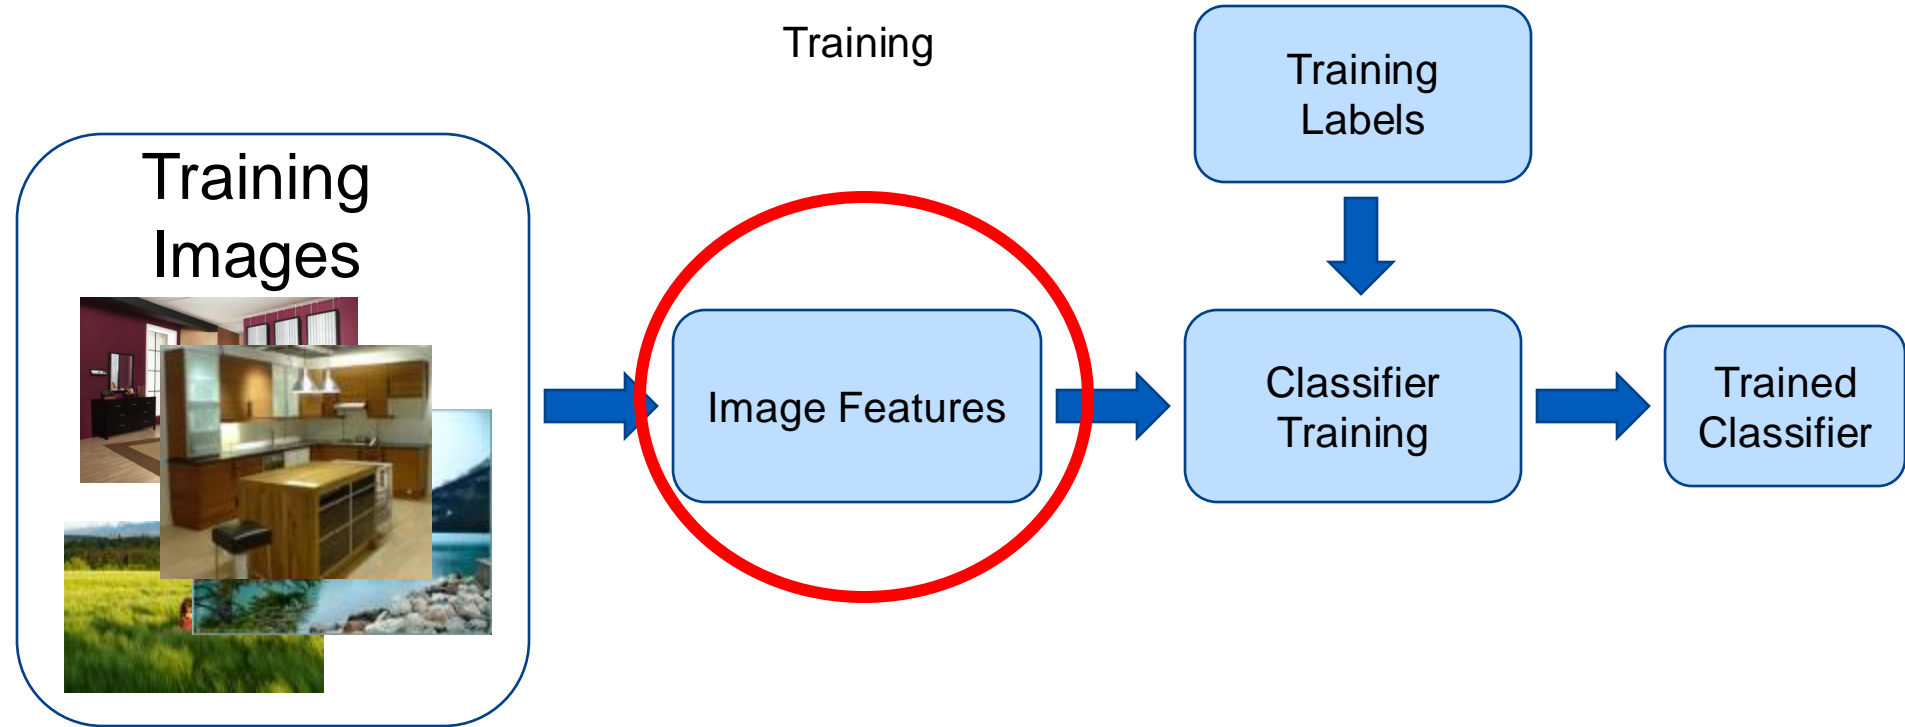 Training
Training
Labels
Training
Images
Image Features
Classifier
Training
Trained
Classifier